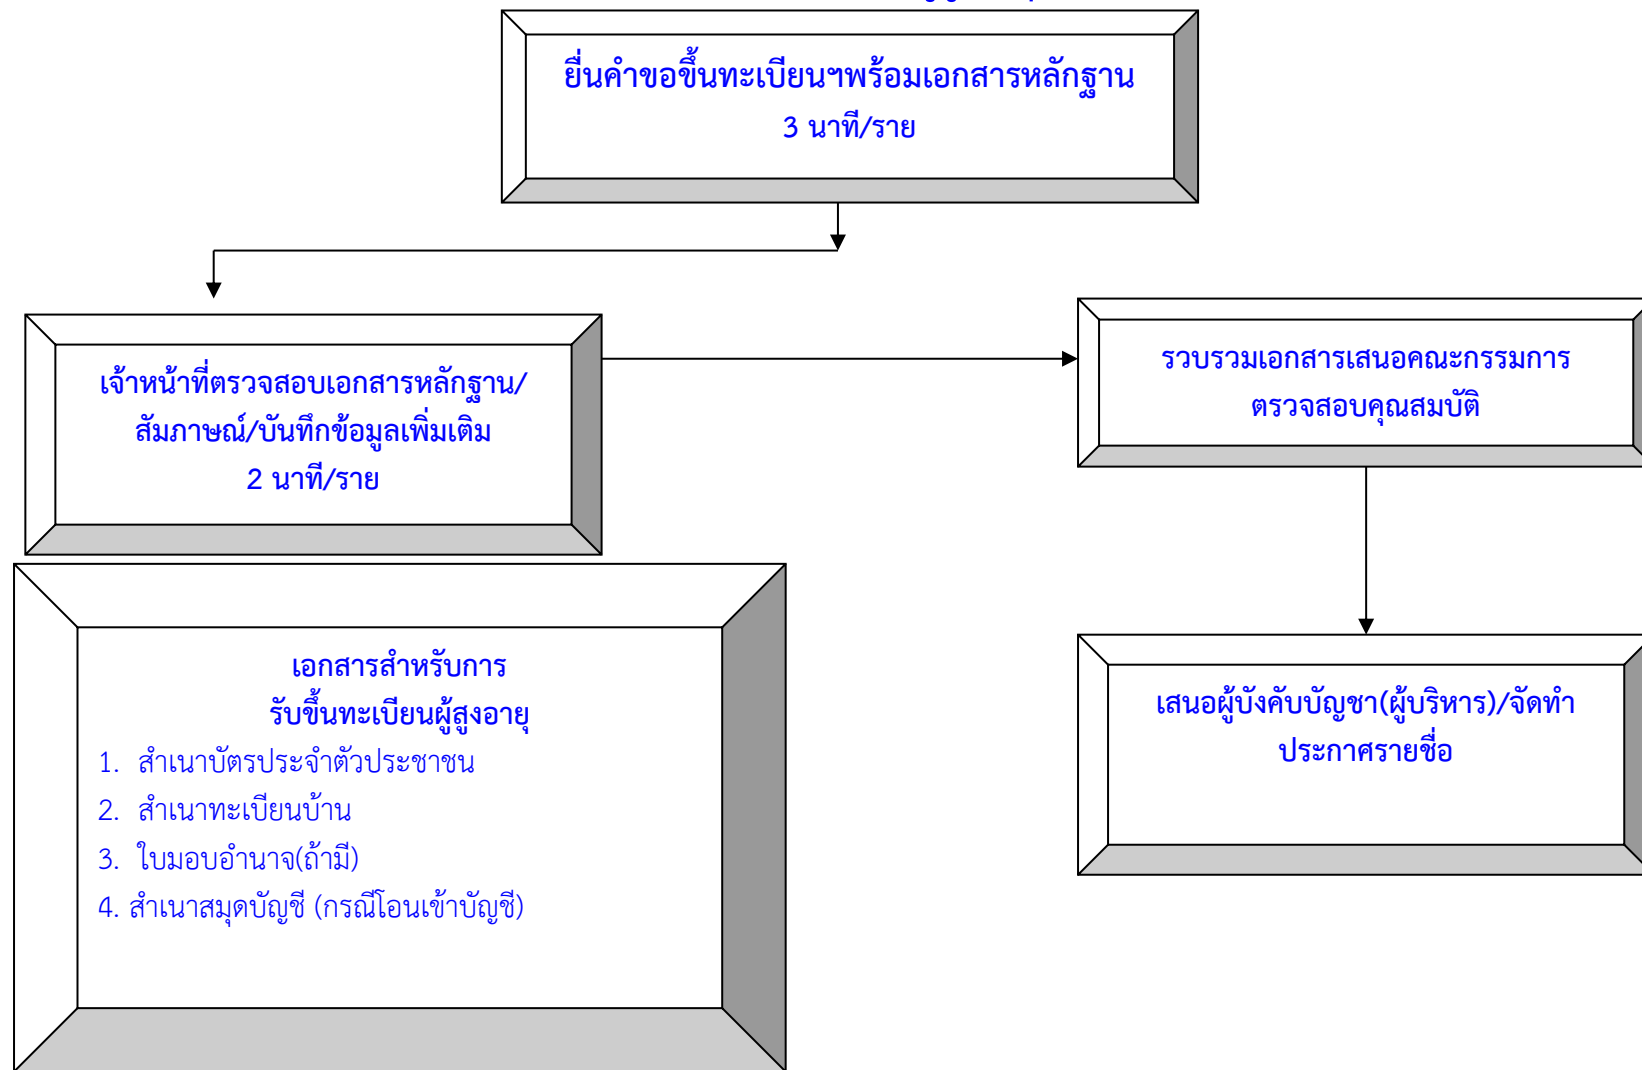 ยื่นคำขอขึ้นทะเบียนฯพร้อมเอกสารหลักฐาน
3 นาที/ราย
เจ้าหน้าที่ตรวจสอบเอกสารหลักฐาน/
สัมภาษณ์/บันทึกข้อมูลเพิ่มเติม
2 นาที/ราย
รวบรวมเอกสารเสนอคณะกรรมการ
ตรวจสอบคุณสมบัติ
เอกสารสำหรับการ
รับขึ้นทะเบียนผู้สูงอายุ
1. สำเนาบัตรประจำตัวประชาชน
2. สำเนาทะเบียนบ้าน
3. ใบมอบอำนาจ(ถ้ามี)
4. สำเนาสมุดบัญชี (กรณีโอนเข้าบัญชี)
เสนอผู้บังคับบัญชา(ผู้บริหาร)/จัดทำ
ประกาศรายชื่อ